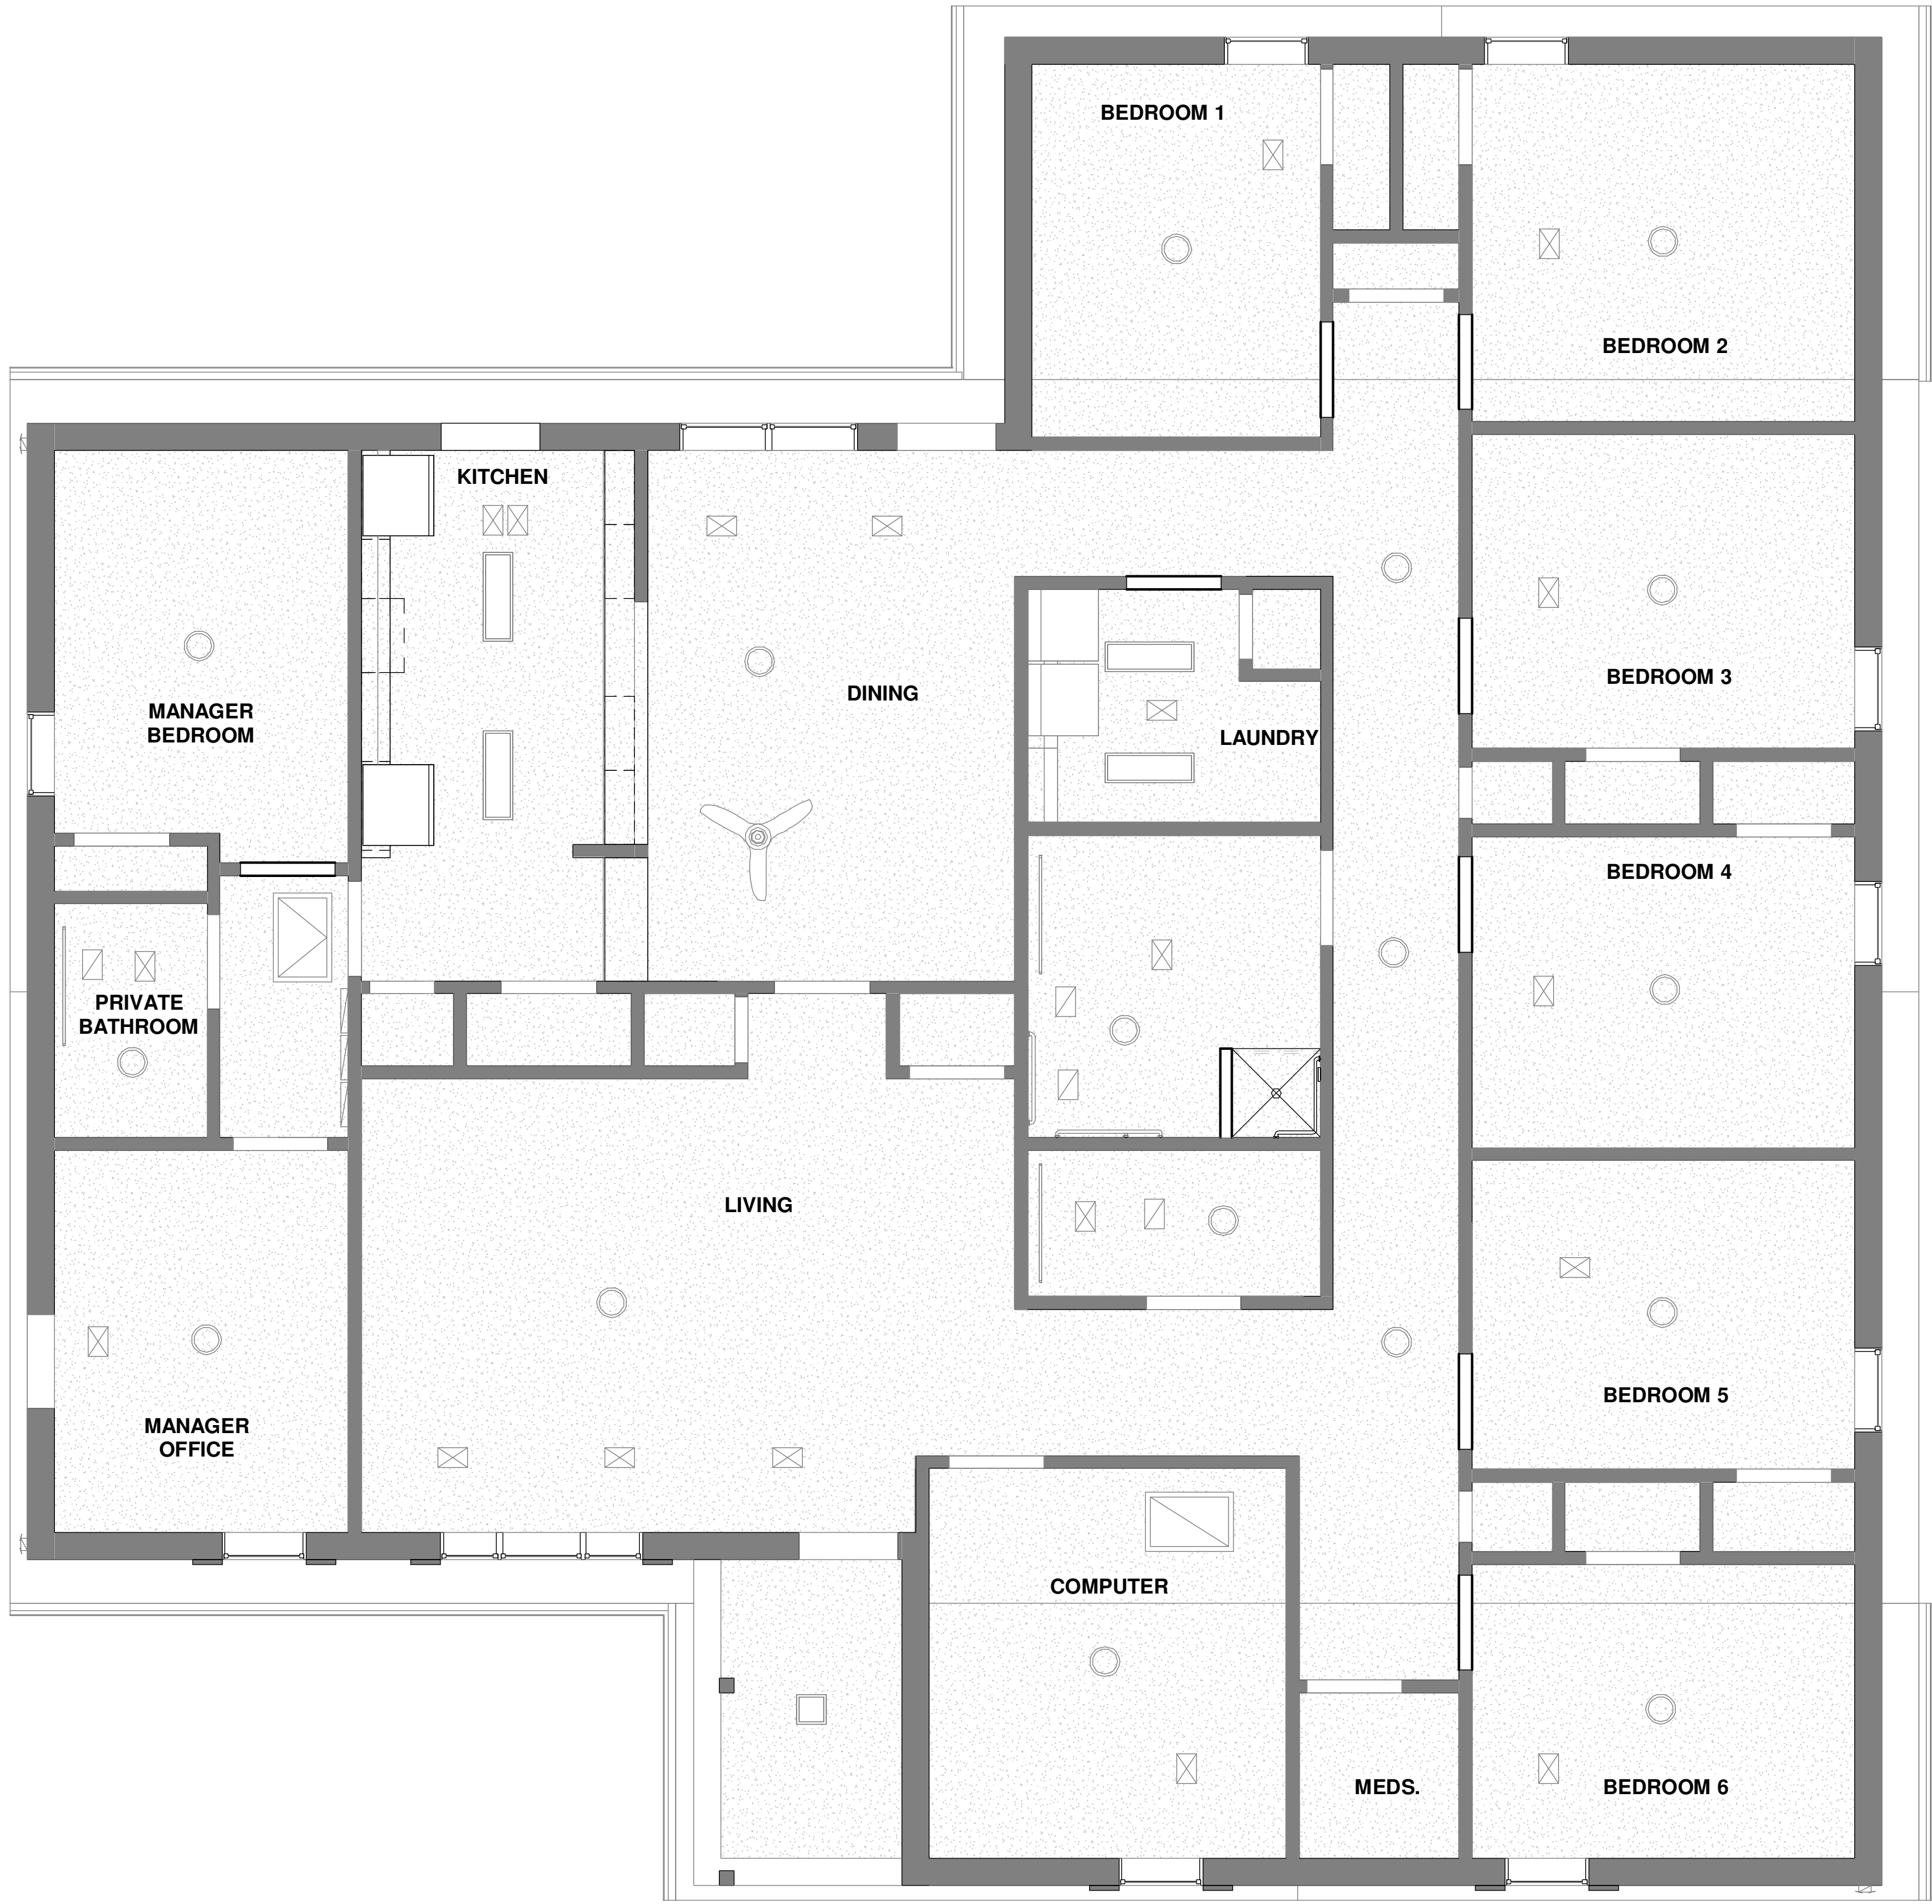 BEDROOM 1
BEDROOM 2
KITCHEN
BEDROOM 3
DINING
MANAGER
BEDROOM
LAUNDRY
BEDROOM 4
PRIVATE
BATHROOM
LIVING
BEDROOM 5
MANAGER
OFFICE
COMPUTER
MEDS.
BEDROOM 6